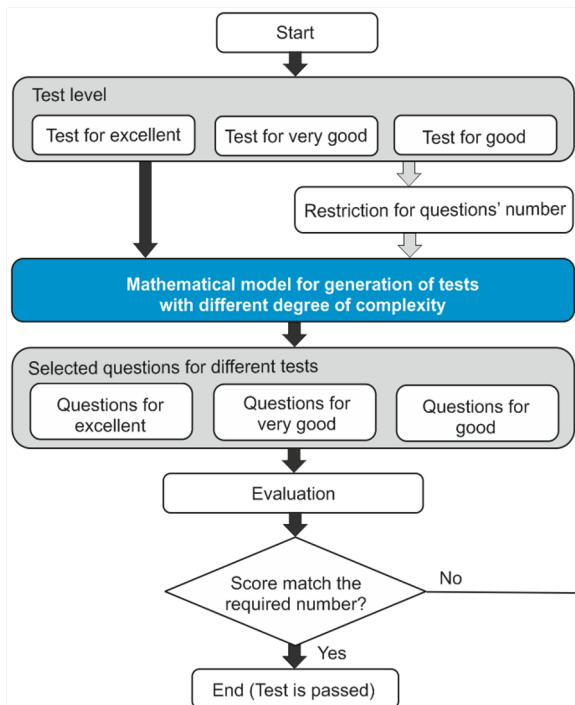 Start
Test level
Test for excellent
Test for very good
Test for good
Restriction for questions’ number
Mathematical model for generation of tests
with different degree of complexity
Selected questions for different tests
Questions for
excellent
Questions for
very good
Questions for
good
Evaluation
Score match the
required number?
No
Yes
End (Test is passed)